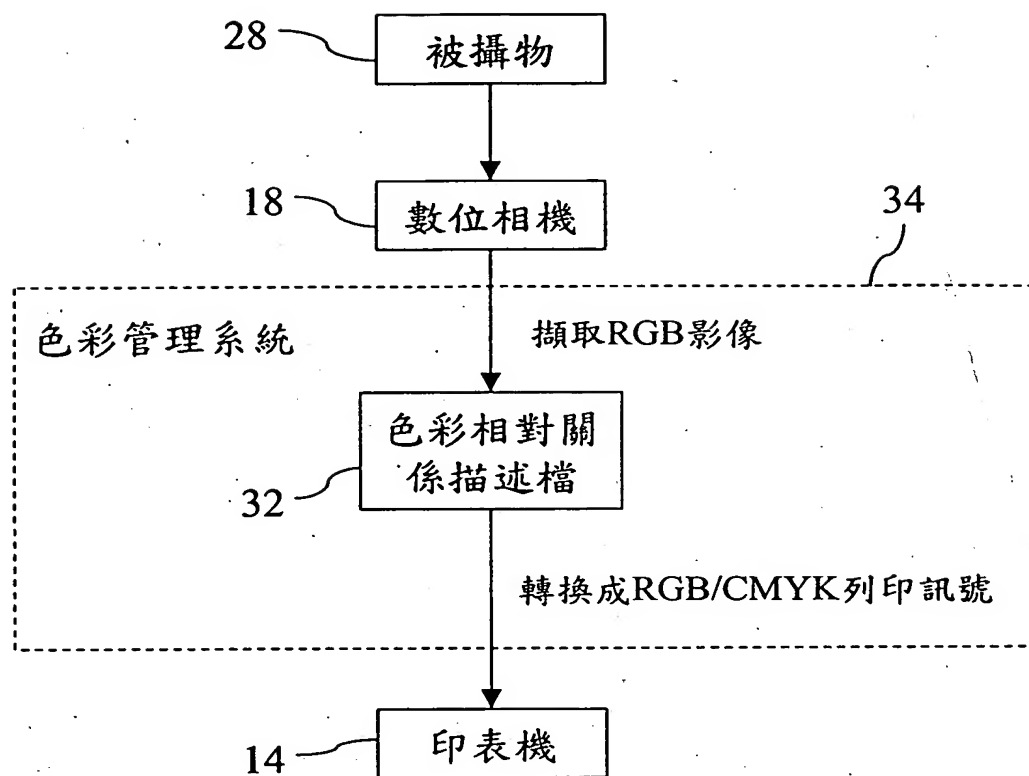 28
被攝物
18
數位相機
34
色彩管理系統
擷取RGB影像
色彩相對關
係描述檔
32
轉換成RGB/CMYK列印訊號
14
印表機